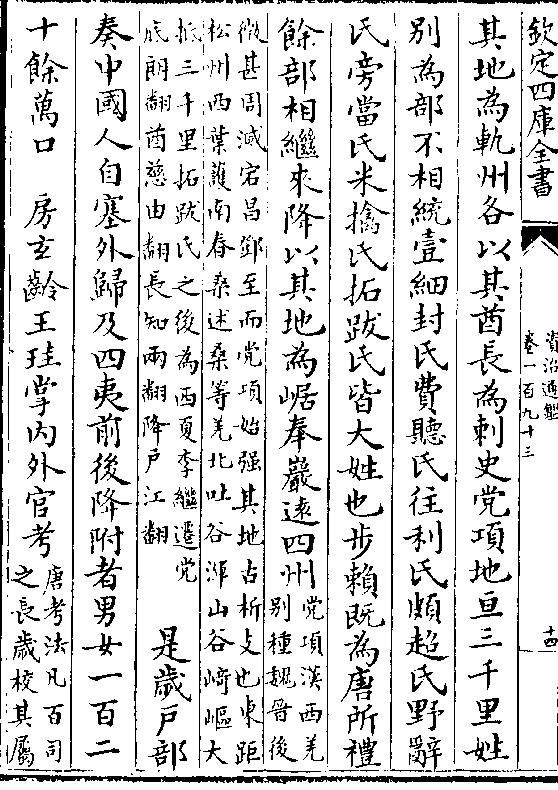 欽定四庫全書
資治通鑑
卷一百九十三
十四
其地為軌州各以其酋長為刺史党項地亘三千里姓
別為部不相統壹細封氏費聽氏往利氏頗超氏野辭
氏旁當氏米擒氏拓跋氏皆大姓也步賴既為唐所禮
餘部相繼來降以其地為崌奉巖遠四州
党項漢西羌
別種魏晉後
微甚周滅宕昌鄧至而党項始强其地古析支也東距
松州西葉護南春桑述桑等羌北吐谷渾山谷崎嶇大
抵三千里拓跋氏之後為西夏李繼遷党
底朗翻酋慈由翻長知兩翻降戶江翻
是歲戶部
奏中國人自塞外歸及四夷前後降附者男女一百二
十餘萬口 房玄齡王珪掌內外官考
唐考法凡百司
之長歲校其屬